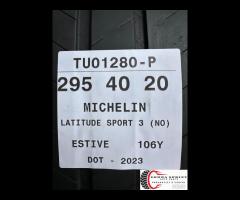 TU01280-P
295 40 20
MICHELIN
LATITUDE SPORT 3 (NO)
ESTIVE 106Y
DOT - 2023